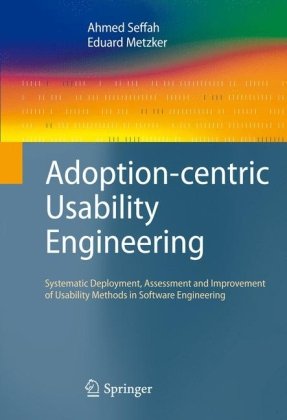 Ahmed Seffah
Eduard Metzker
Adoption-centric
Usability
Engineering
Systematic Deployment, Assessment and Improvement
of Usability Methods in Software Engineering
Springer